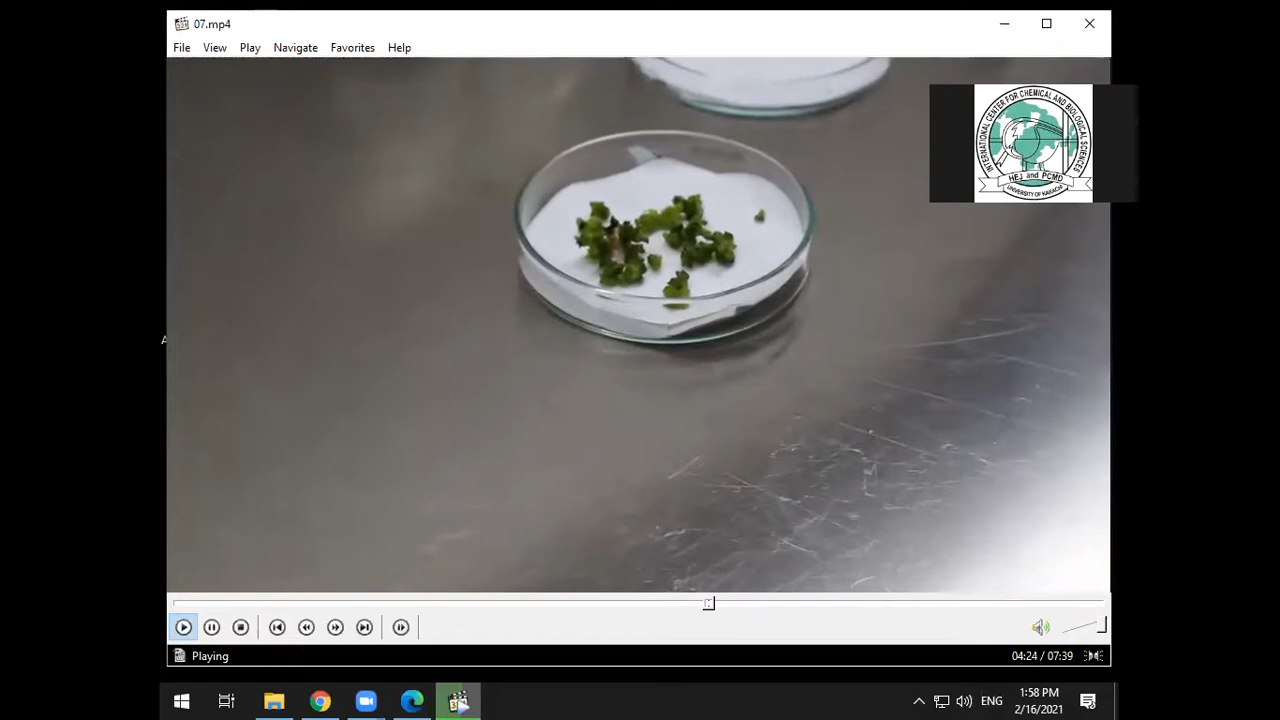 07.mp4
File View Play Navigate Favorites Help
INTERNATIONAL CENTER FOR CHEMICAL AND BIOLOGICAL SCIENCES
HEJ and PCMD
UNIVERSITY OF KARACHI
A
Playing 04:24 / 07:39
ENG 1:58 PM
2/16/2021